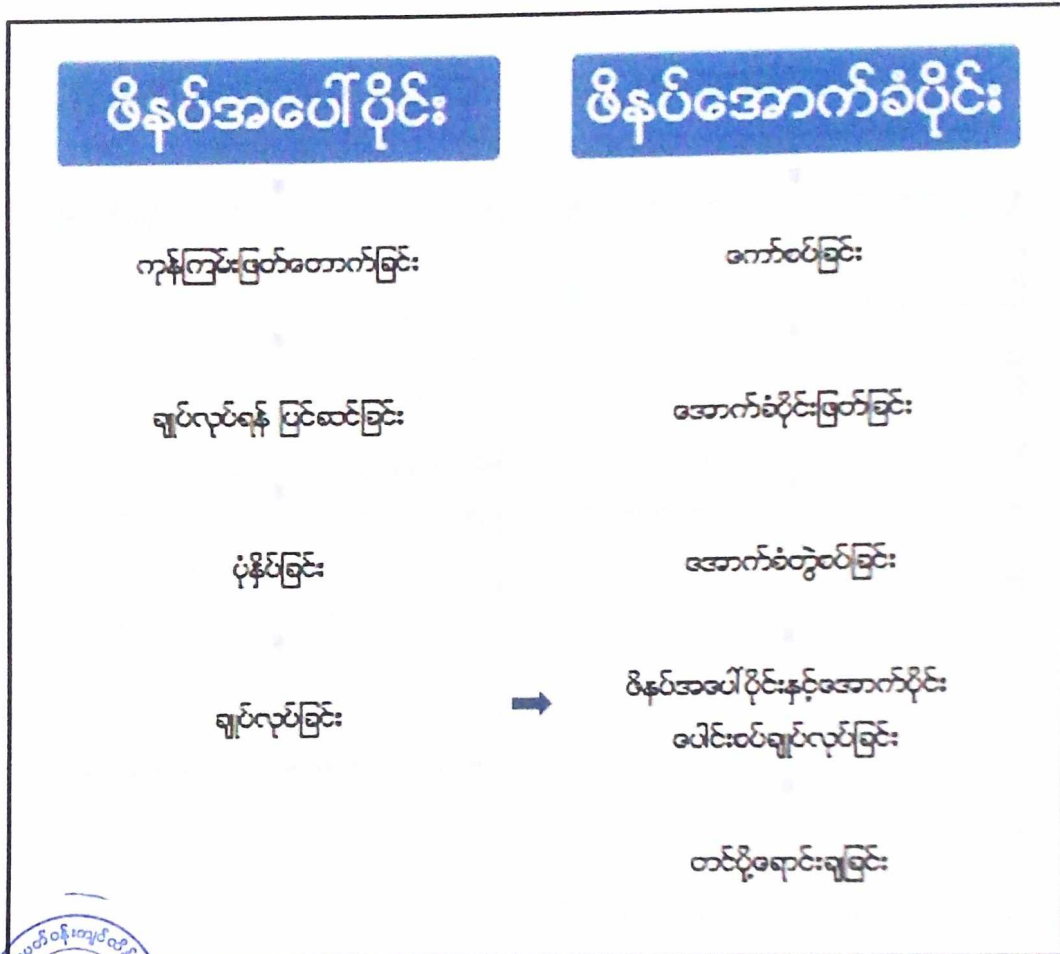 ဖိနပ်အပေါ်ပိုင်း
ဖိနပ်အောက်ခံပိုင်း
ကုန်ကြမ်းဖြတ်တောက်ခြင်း
ကော်စပ်ခြင်း
ချုပ်လုပ်ရန် ပြင်ဆင်ခြင်း
အောက်ခံပိုင်းဖြတ်ခြင်း
ပုံနှိပ်ခြင်း
အောက်ခံတွဲစပ်ခြင်း
ချုပ်လုပ်ခြင်း
ဖိနပ်အပေါ်ပိုင်းနှင့်အောက်ပိုင်း
ပေါင်းစပ်ချုပ်လုပ်ခြင်း
တင်ပို့ရောင်းချခြင်း